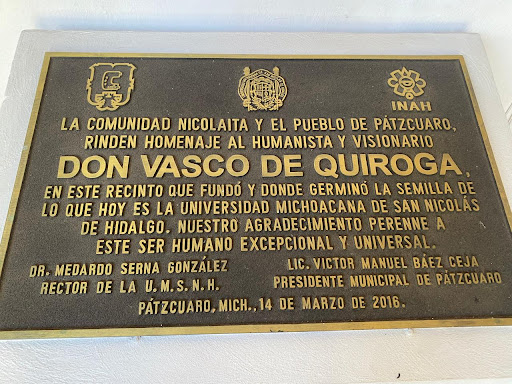 INAH
LA COMUNIDAD NICOLAITA Y EL PUEBLO DE PÁTZCUARO,
RINDEN HOMENAJE AL HUMANISTA Y VISIONARIO
DON VASCO DE QUIROGA,
EN ESTE RECINTO QUE FUNDÓ Y DONDE GERMINÓ LA SEMILLA DE
LO QUE HOY ES LA UNIVERSIDAD MICHOACANA DE SAN NICOLÁS
DE HIDALGO. NUESTRO AGRADECIMIENTO PERENNE A
ESTE SER HUMANO EXCEPCIONAL Y UNIVERSAL.
DR. MEDARDO SERNA GONZÁLEZ
RECTOR DE LA U.M.S.N.H.
LIC. VICTOR MANUEL BÁEZ CEJA
PRESIDENTE MUNICIPAL DE PÁTZCUARO
PÁTZCUARO, MICH., 14 DE MARZO DE 2016.